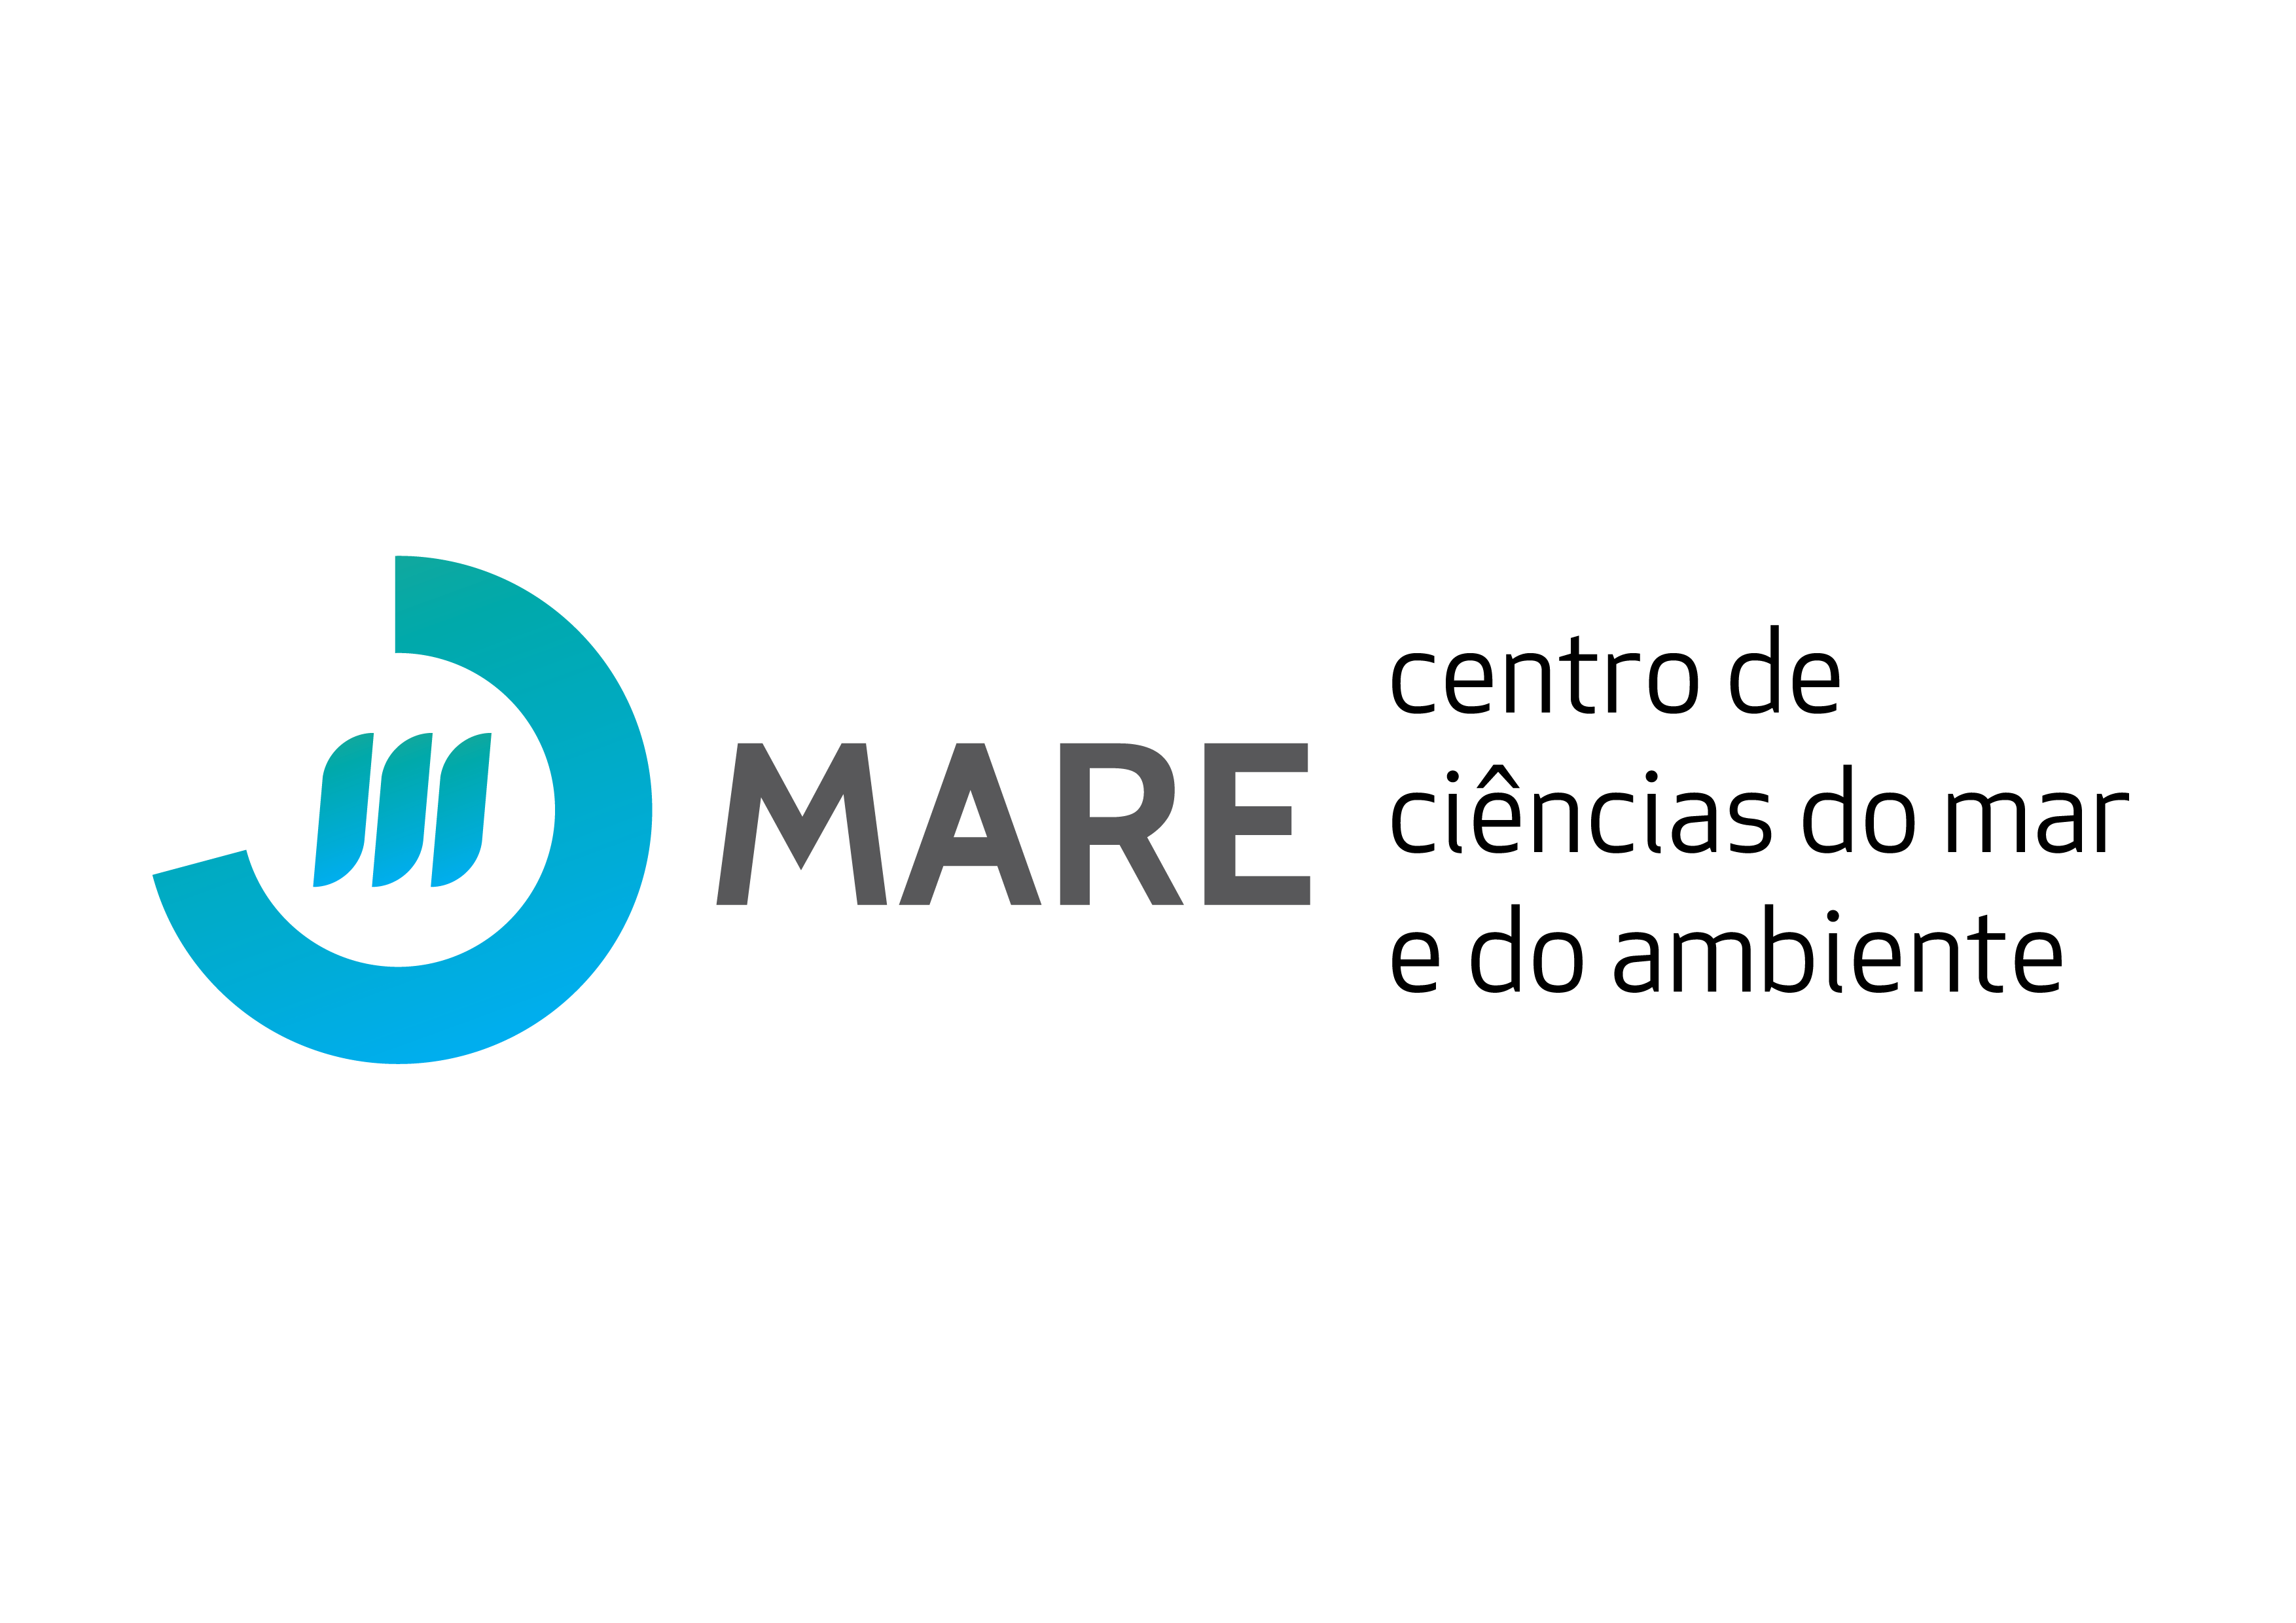 MARE
centro de
ciências do mar
e do ambiente